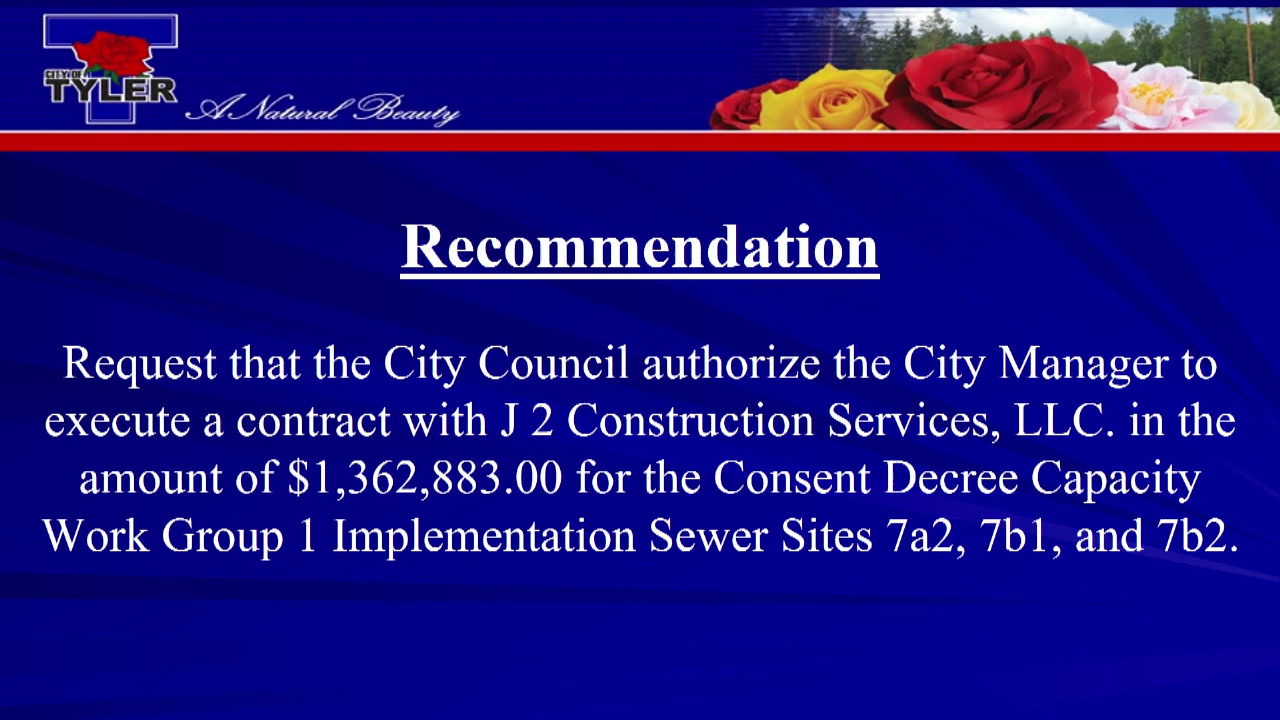 CITY OF
TYLER
A Natural Beauty
Recommendation
Request that the City Council authorize the City Manager to
execute a contract with J 2 Construction Services, LLC. in the
amount of $1,362,883.00 for the Consent Decree Capacity
Work Group 1 Implementation Sewer Sites 7a2, 7b1, and 7b2.